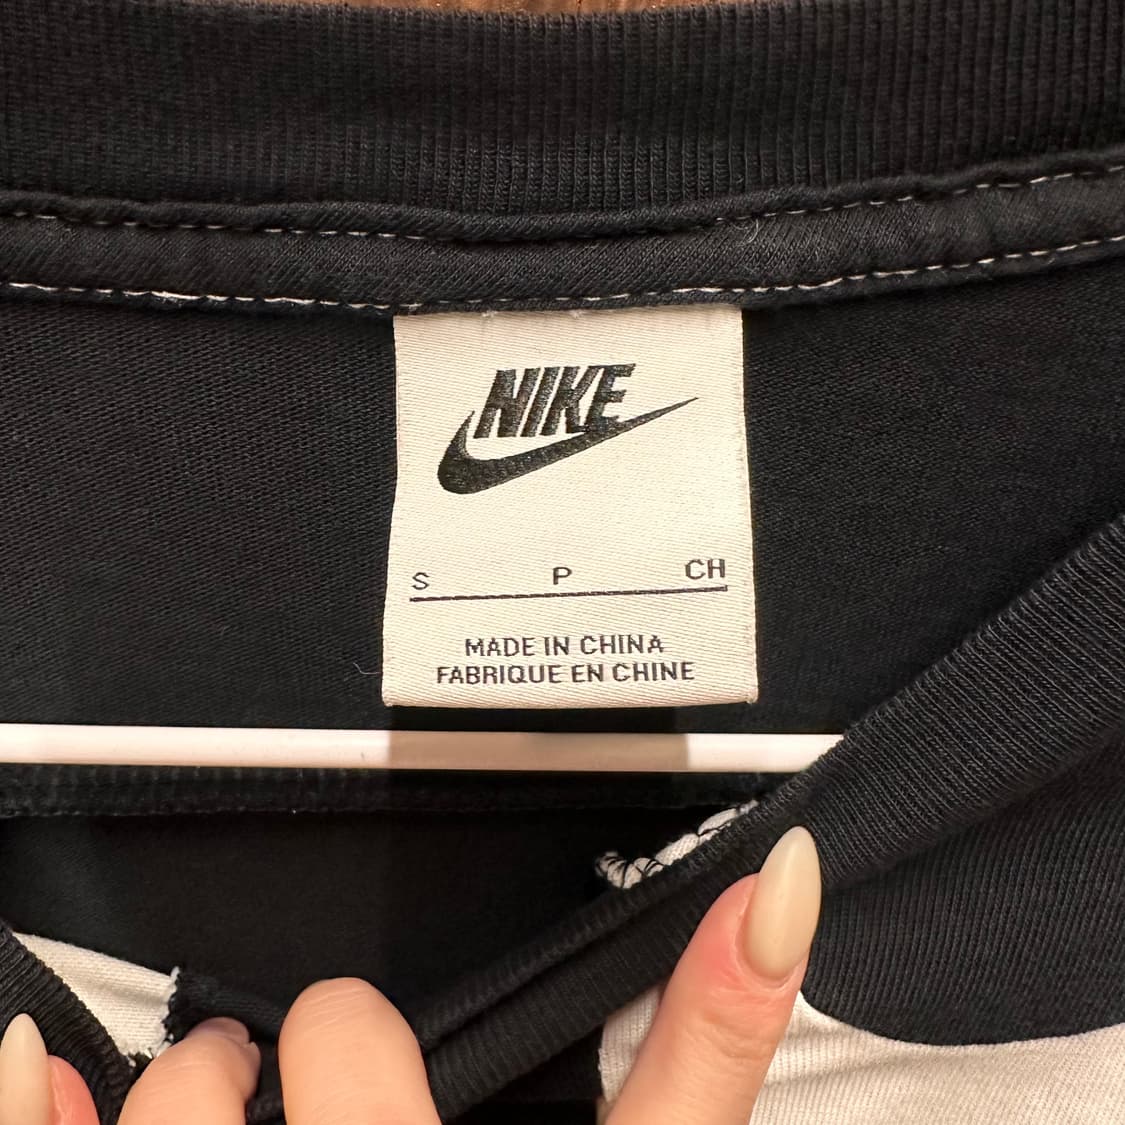 NIKE
S P CH
MADE IN CHINA
FABRIQUE EN CHINE